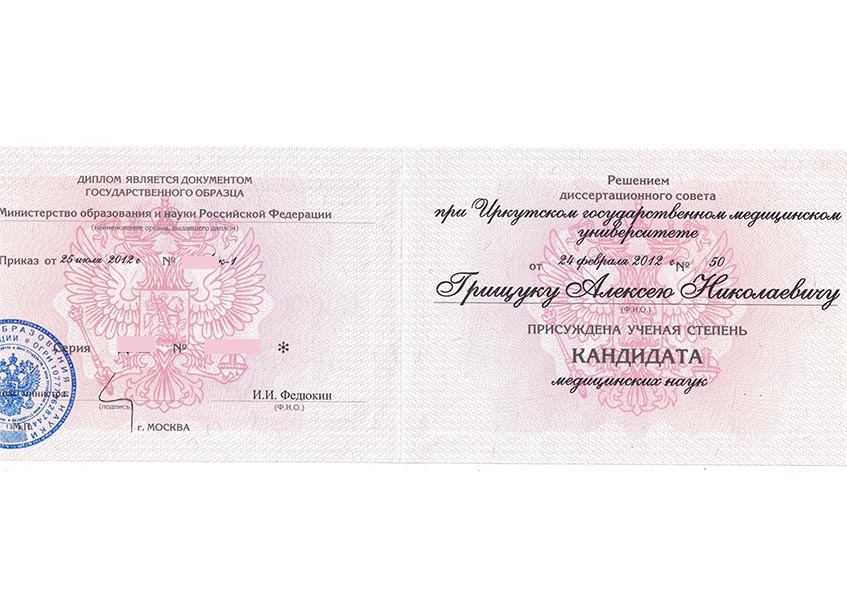 ДИПЛОМ ЯВЛЯЕТСЯ ДОКУМЕНТОМ
ГОСУДАРСТВЕННОГО ОБРАЗЦА
Министерство образования и науки Российской Федерации
(наименование органа, выдавшего диплом)
Приказ от 25 июля 2012 г № к-1
Серия № *
министра
(подпись)
И.И. Федюкин
(Ф.И.О.)
М.П.
г. МОСКВА
Решением
диссертационного совета
при Иркутском государственном медицинском
университете
от 24 февраля 2012 г № 50
Грищуку Алексею Николаевичу
(Ф.И.О.)
ПРИСУЖДЕНА УЧЕНАЯ СТЕПЕНЬ
КАНДИДАТА
медицинских наук